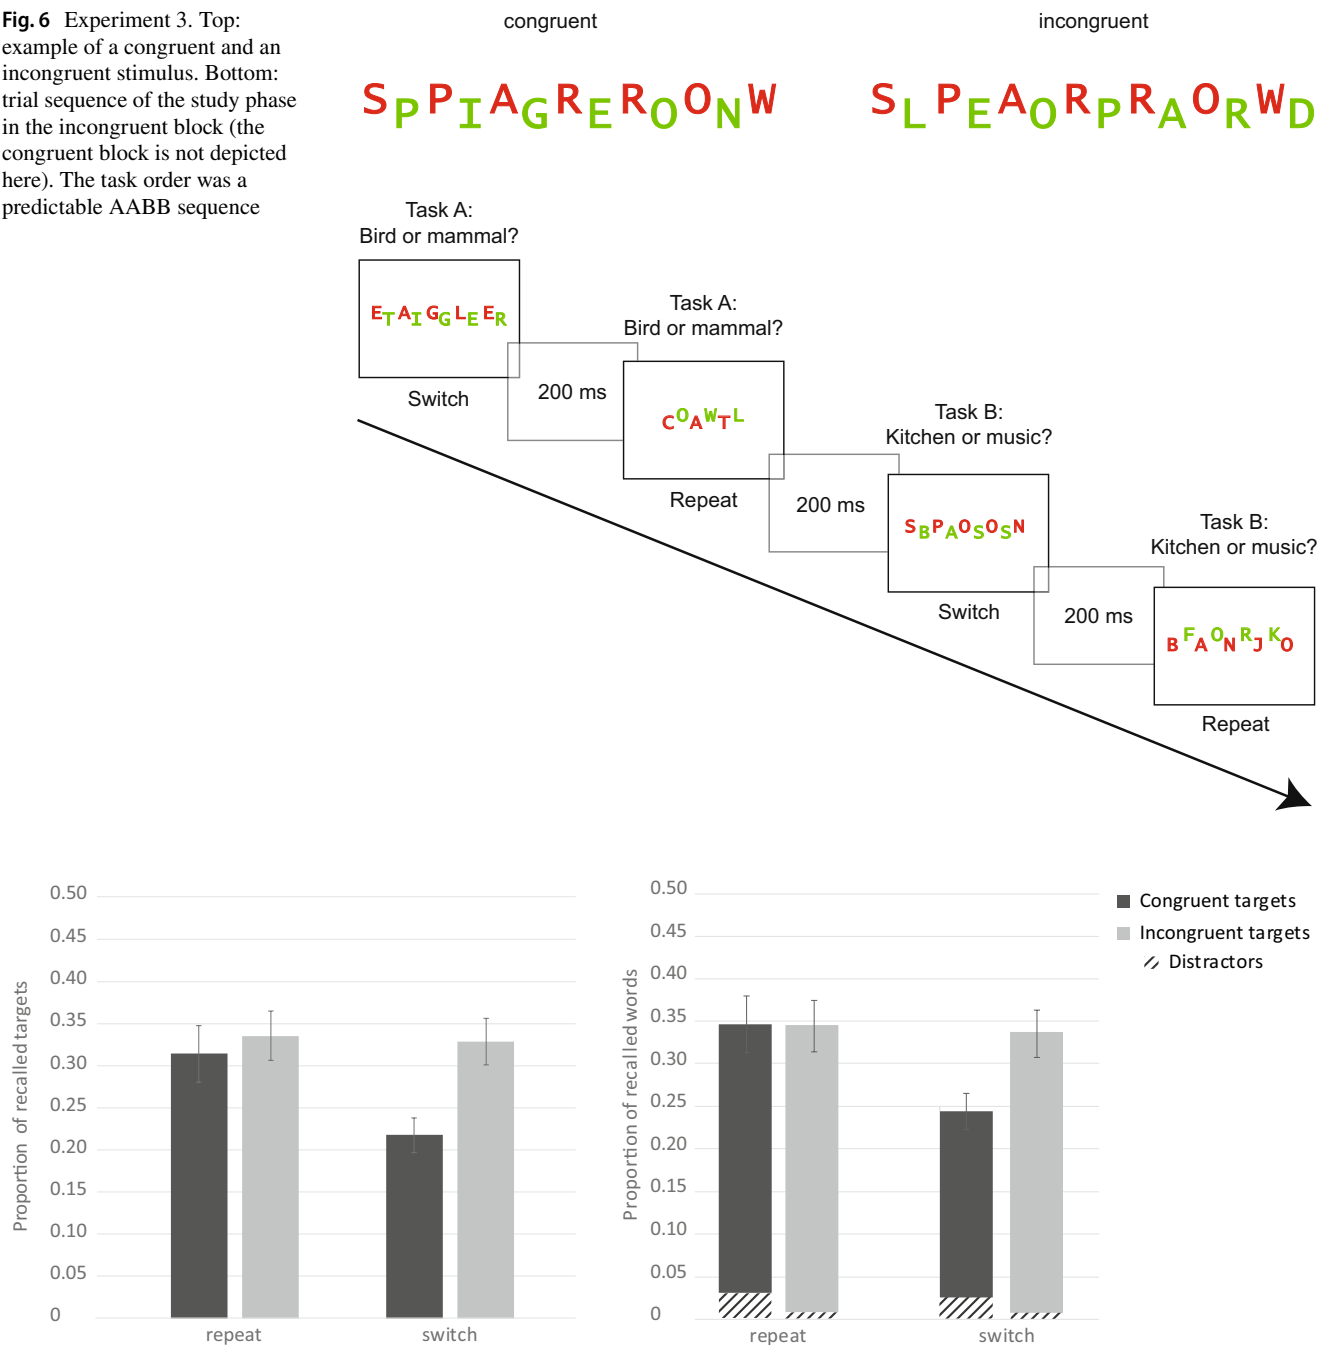 Fig. 6 Experiment 3. Top:
example of a congruent and an
incongruent stimulus. Bottom:
trial sequence of the study phase
in the incongruent block (the
congruent block is not depicted
here). The task order was a
predictable AABB sequence
congruent
incongruent
SPPIAGREROONW
SLPEAORPRAORWD
Task A:
Bird or mammal?
ETAIGGLEER
Switch
200 ms
Task A:
Bird or mammal?
COAWTL
Repeat
200 ms
Task B:
Kitchen or music?
SBPAOSOSN
Switch
200 ms
Task B:
Kitchen or music?
BFAONRJKO
Repeat
Proportion of recalled targets
0.50
0.45
0.40
0.35
0.30
0.25
0.20
0.15
0.10
0.05
0
repeat
switch
Proportion of recalled words
0.50
0.45
0.40
0.35
0.30
0.25
0.20
0.15
0.10
0.05
0
repeat
switch
Congruent targets
Incongruent targets
Distractors